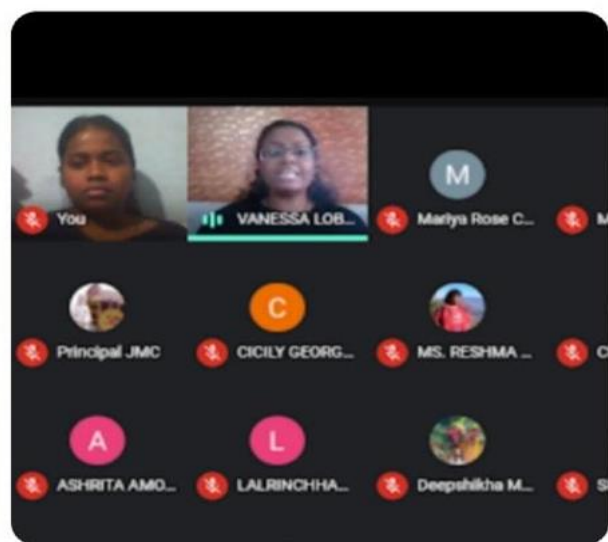 You VANESSA LOB...
M
Mariya Rose C... M
Principal JMC
C
CICILY GEORG... MS. RESHMA ... C
A
ASHRITA AMO...
L
LALRINCHHA... Deepshikha M... S